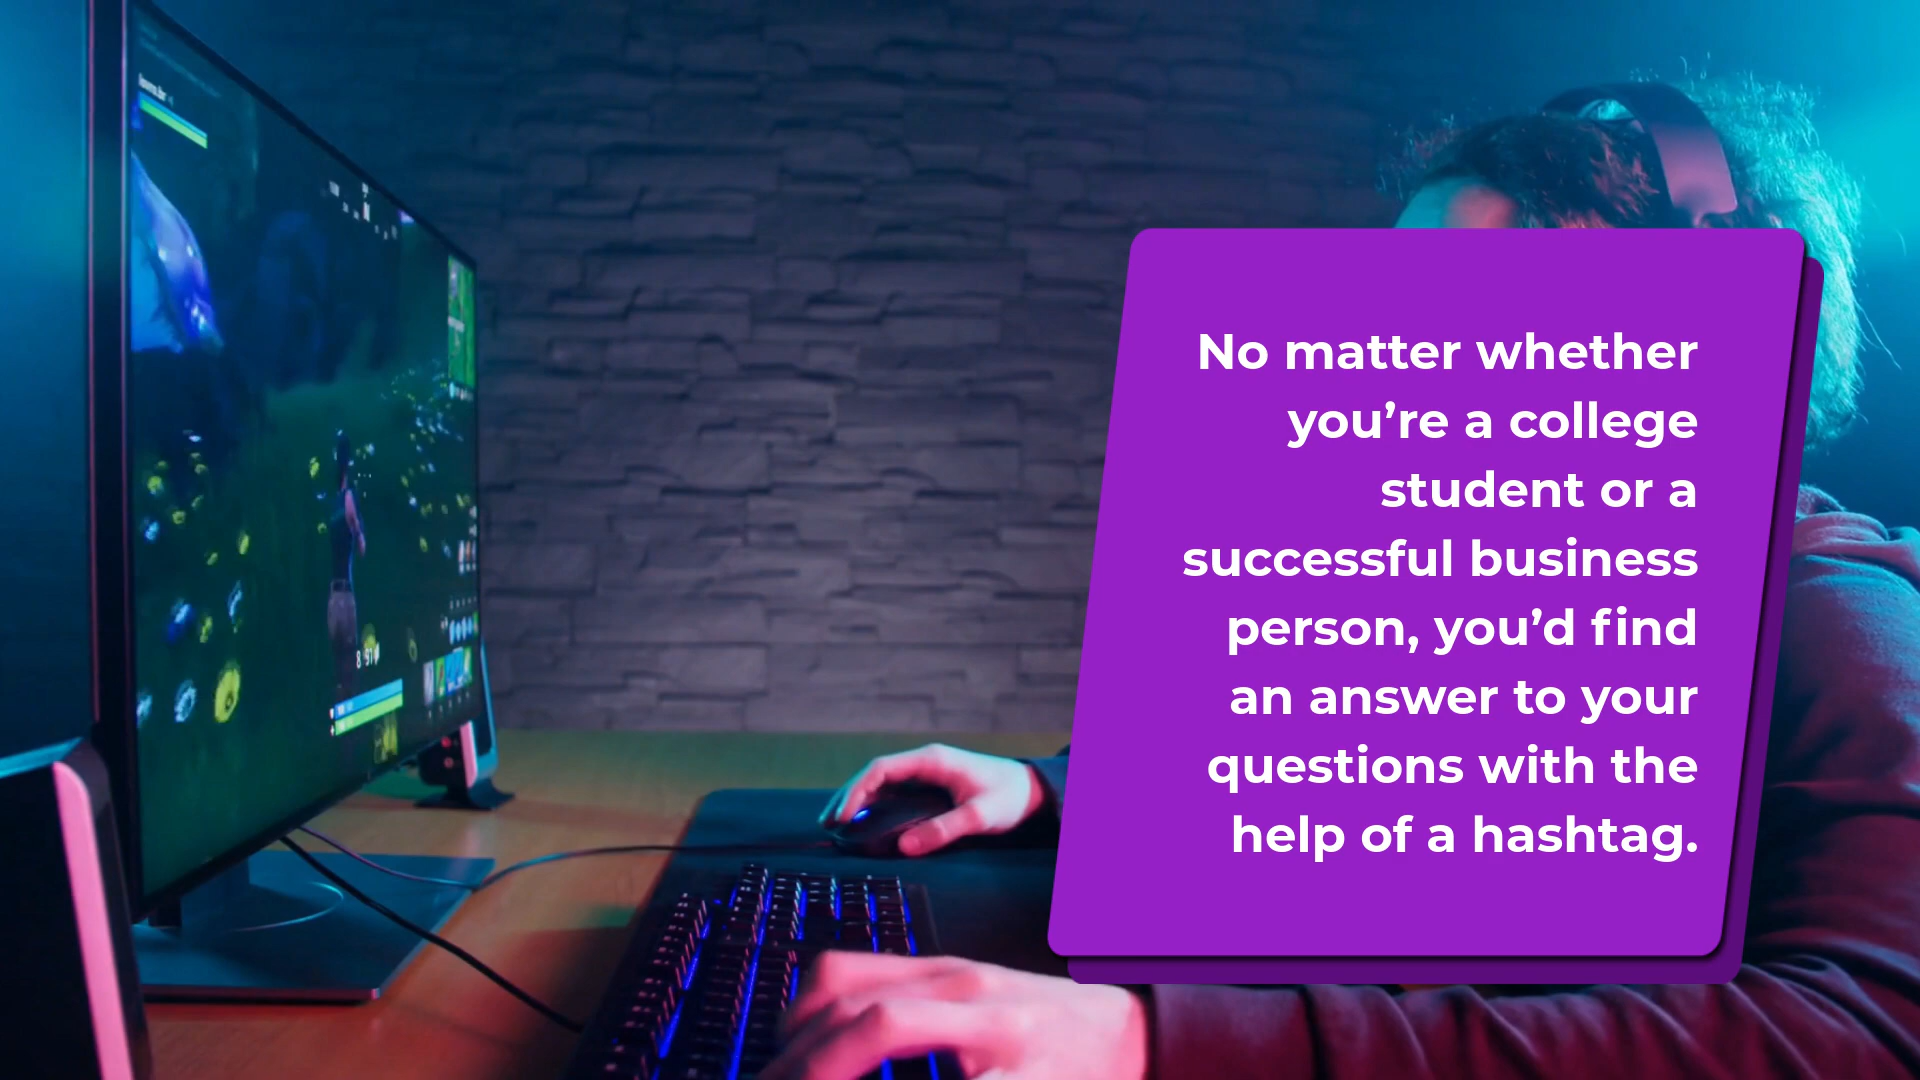 No matter whether
you’re a college
student or a
successful business
person, you’d find
an answer to your
questions with the
help of a hashtag.